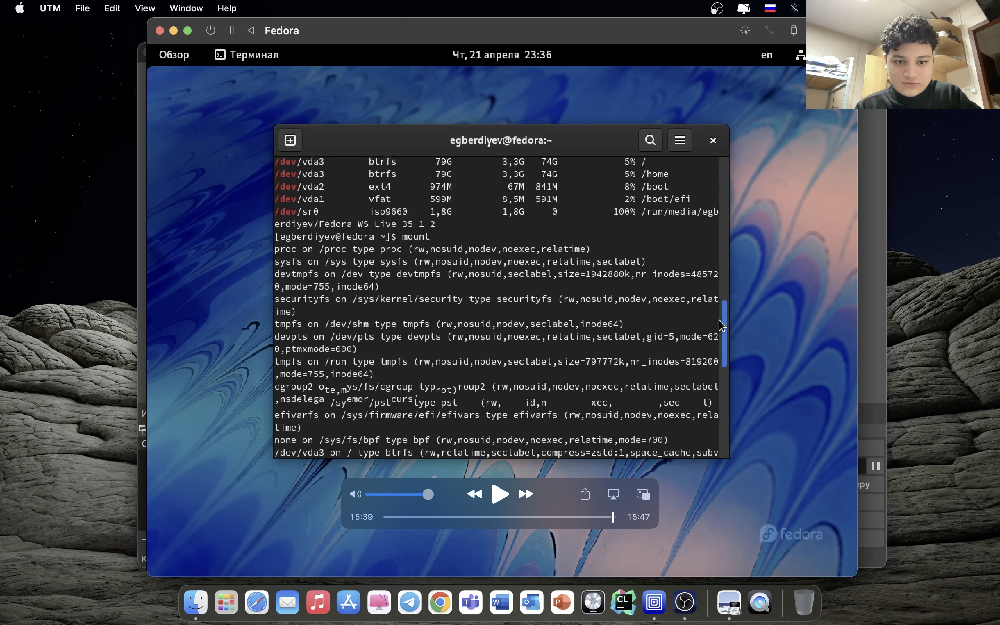 UTM File Edit View Window Help
Fedora
Обзор Терминал Чт, 21 апреля 23:36 en
egberdiyev@fedora:~
/dev/vda3 btrfs 79G 3,3G 74G 5% /
/dev/vda3 btrfs 79G 3,3G 74G 5% /home
/dev/vda2 ext4 974M 67M 841M 8% /boot
/dev/vda1 vfat 599M 8,5M 591M 2% /boot/efi
/dev/sr0 iso9660 1,8G 1,8G 0 100% /run/media/egb
erdiyev/Fedora-WS-Live-35-1-2
[egberdiyev@fedora ~]$ mount
proc on /proc type proc (rw,nosuid,nodev,noexec,relatime)
sysfs on /sys type sysfs (rw,nosuid,nodev,noexec,relatime,seclabel)
devtmpfs on /dev type devtmpfs (rw,nosuid,seclabel,size=1942880k,nr_inodes=48572
0,mode=755,inode64)
securityfs on /sys/kernel/security type securityfs (rw,nosuid,nodev,noexec,relat
ime)
tmpfs on /dev/shm type tmpfs (rw,nosuid,nodev,seclabel,inode64)
devpts on /dev/pts type devpts (rw,nosuid,noexec,relatime,seclabel,gid=5,mode=62
0,ptmxmode=000)
tmpfs on /run type tmpfs (rw,nosuid,nodev,seclabel,size=797772k,nr_inodes=819200
,mode=755,inode64)
cgroup2 ys/fs/cgroup roup2 (rw,nosuid,nodev,noexec,relatime,seclabel
,nsdelega /pst type pst (rw,
efivarfs on /sys/firmware/efi/efivars type efivarfs (rw,nosuid,nodev,noexec,rela
time)
none on /sys/fs/bpf type bpf (rw,nosuid,nodev,noexec,relatime,mode=700)
/dev/vda3 on / type btrfs (rw,relatime,seclabel,compress=zstd:1,space_cache,subv
еру
15:39 15:47
fedora
CL